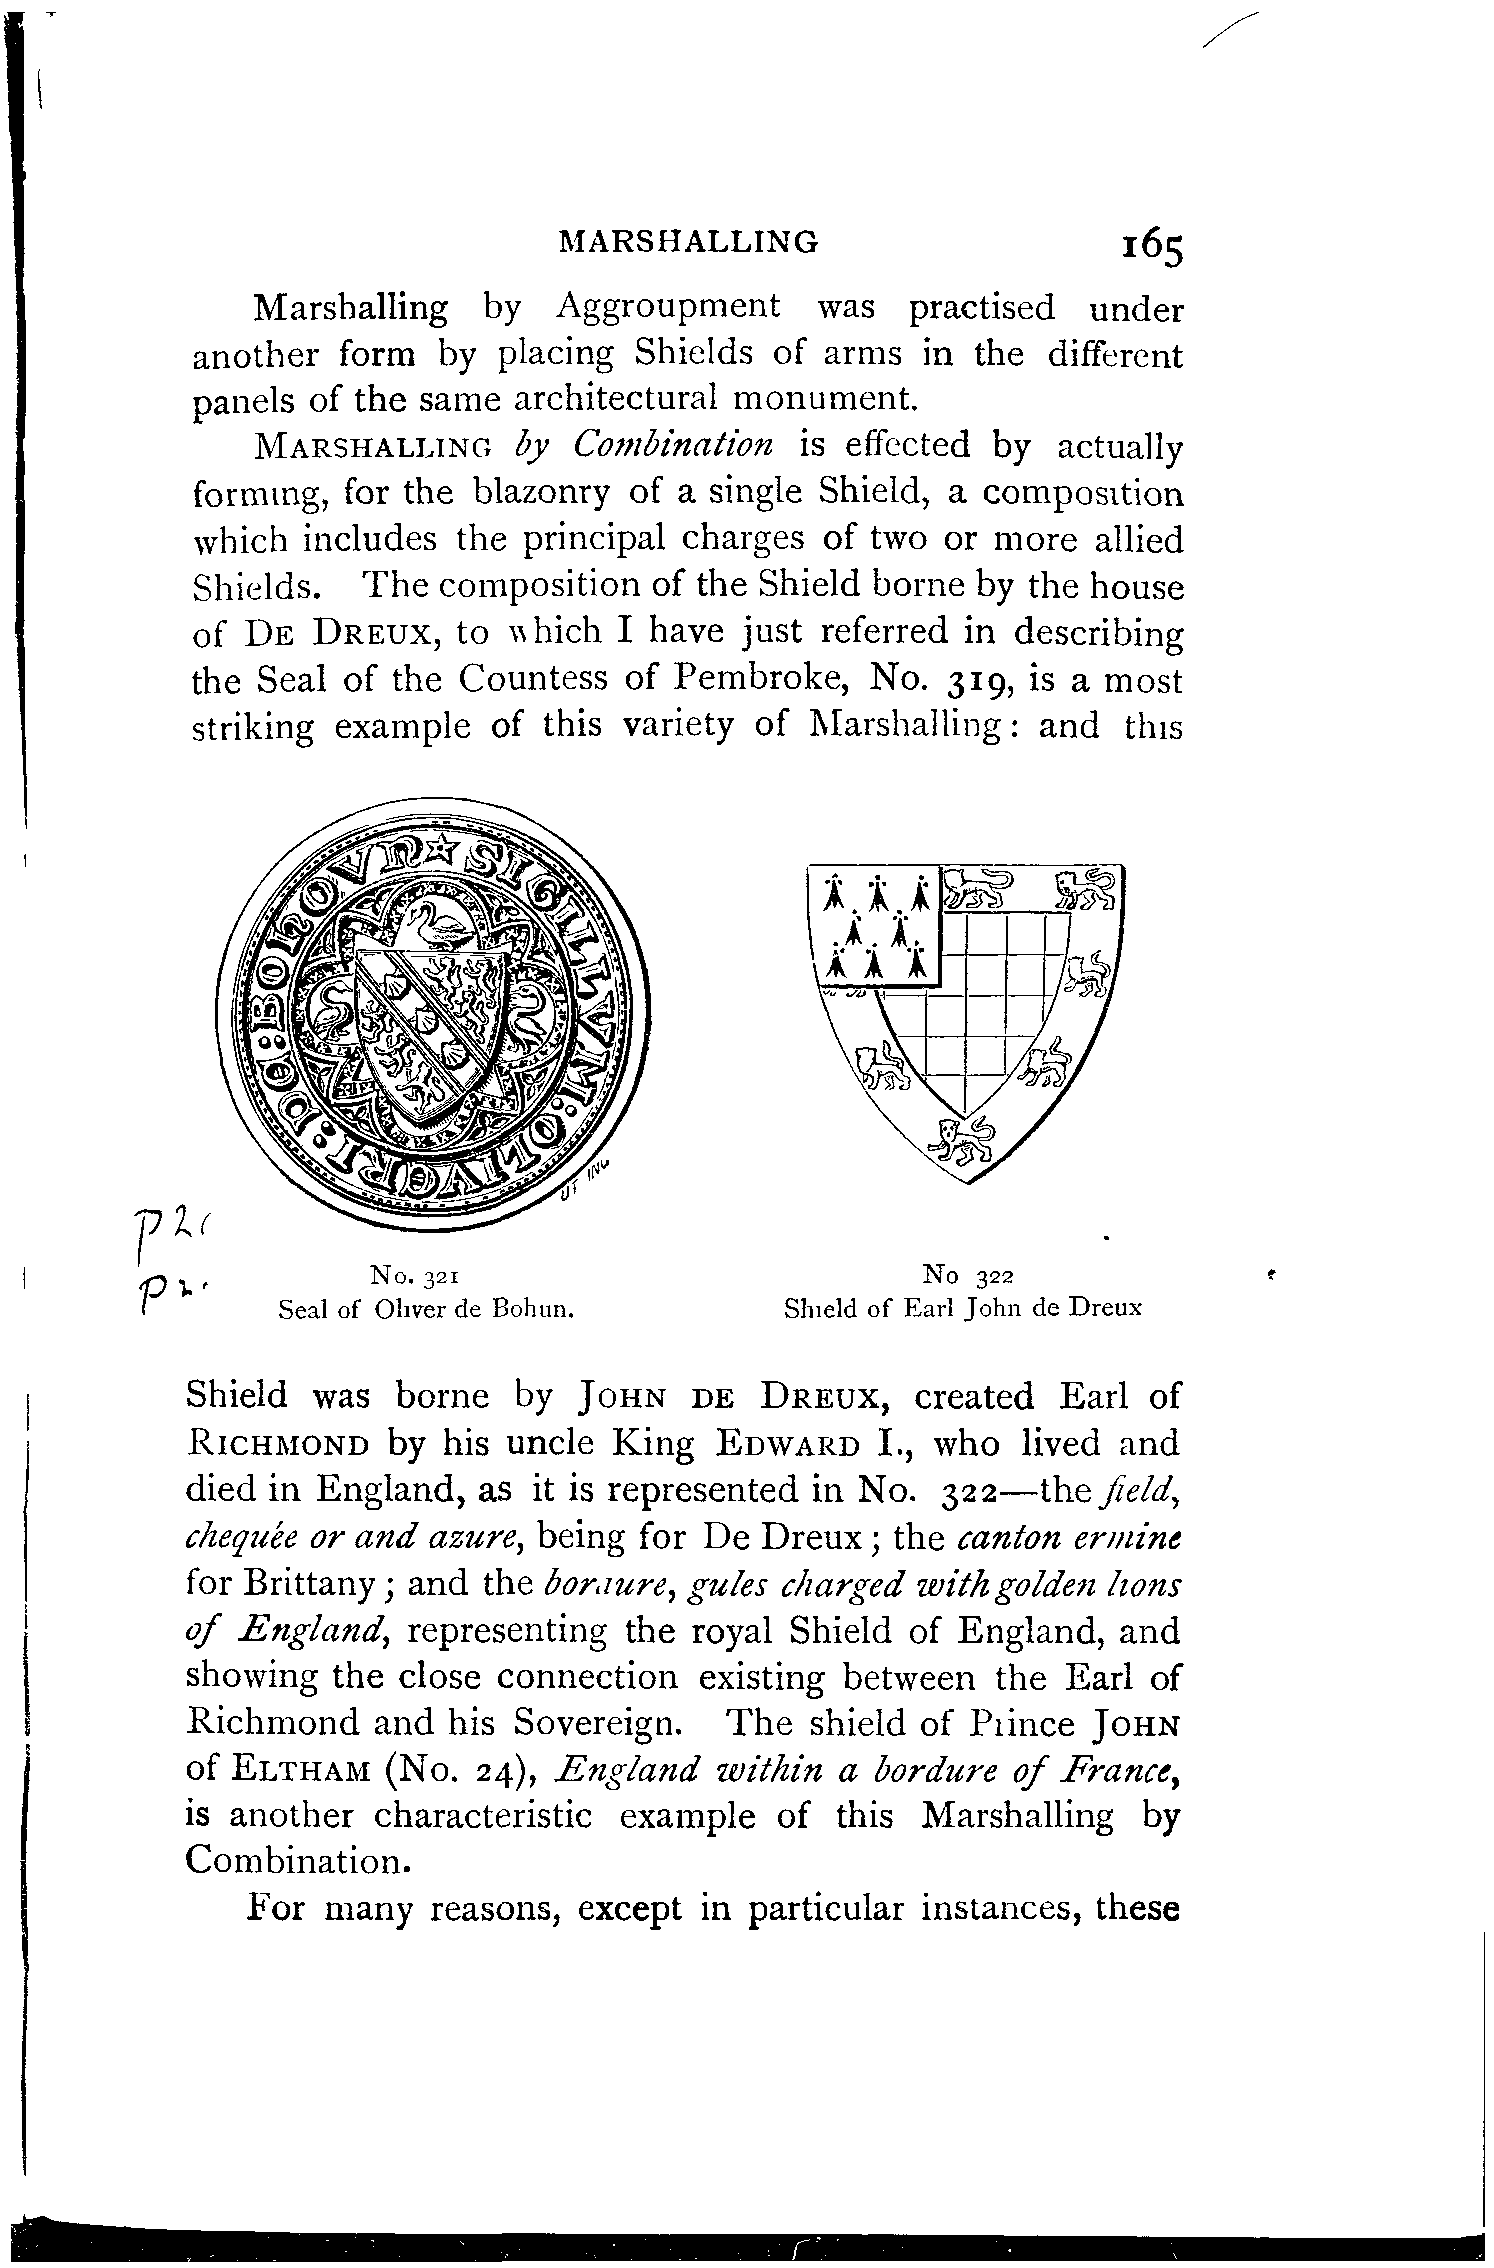 MARSHALLING 165
Marshalling by Aggroupment was practised under
another form by placing Shields of arms in the different
panels of the same architectural monument.
MARSHALLING by Combination is effected by actually
forming, for the blazonry of a single Shield, a composition
which includes the principal charges of two or more allied
Shields. The composition of the Shield borne by the house
of DE DREUX, to which I have just referred in describing
the Seal of the Countess of Pembroke, No. 319, is a most
striking example of this variety of Marshalling: and this
SIGILLVM: OLIVERI: DE: BOHOVN
No. 321
Seal of Oliver de Bohun.
No 322
Shield of Earl John de Dreux
Shield was borne by JOHN DE DREUX, created Earl of
RICHMOND by his uncle King EDWARD I., who lived and
died in England, as it is represented in No. 322—the field,
chequée or and azure, being for De Dreux; the canton ermine
for Brittany; and the bordure, gules charged with golden lions
of England, representing the royal Shield of England, and
showing the close connection existing between the Earl of
Richmond and his Sovereign. The shield of Prince JOHN
of ELTHAM (No. 24), England within a bordure of France,
is another characteristic example of this Marshalling by
Combination.
For many reasons, except in particular instances, these